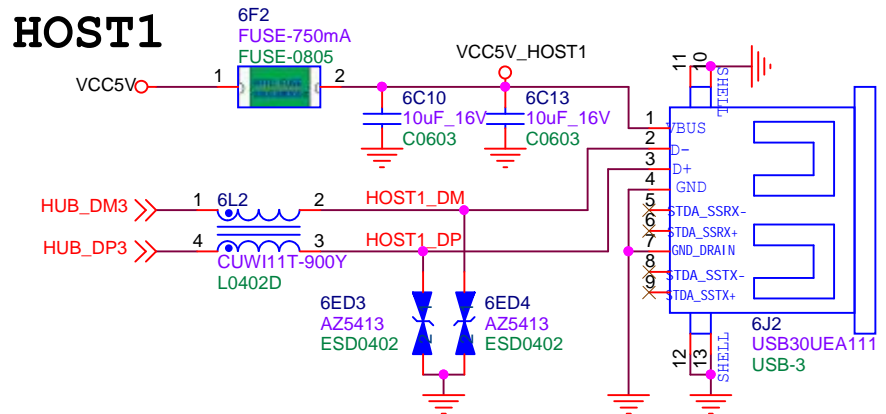 HOST1
6F2
FUSE-750mA
FUSE-0805
VCC5V
1
2
VCC5V_HOST1
6C10
10uF_16V
C0603
6C13
10uF_16V
C0603
11
10
SHELL
1
VBUS
2
D-
3
D+
4
GND
5
STDA_SSRX-
6
STDA_SSRX+
7
GND_DRAIN
8
STDA_SSTX-
9
STDA_SSTX+
HUB_DM3
1
6L2
2
HOST1_DM
HUB_DP3
4
3
HOST1_DP
CUWI11T-900Y
L0402D
6ED3
AZ5413
ESD0402
6ED4
AZ5413
ESD0402
12
13
SHELL
6J2
USB30UEA111
USB-3